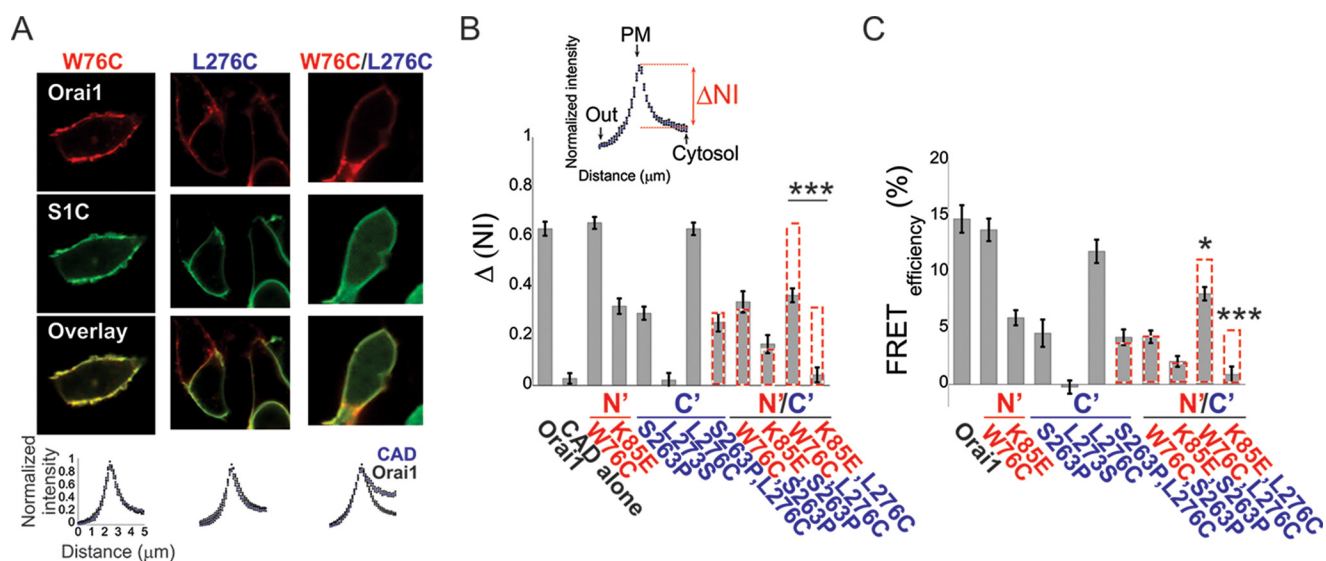 A
W76C
L276C
W76C/L276C
Orai1
S1C
Overlay
Normalized intensity
1
0.8
0.6
0.4
0.2
0
0 1 2 3 4 5
Distance (μm)
CAD
Orai1
B
Normalized intensity
PM
Out
ΔNI
Cytosol
Distance (μm)
Δ (NI)
1
0.8
0.6
0.4
0.2
0
***
N'
C'
N'/C'
Orai1
CAD alone
W76C
K85E
S263P
L273S
L276C
S263P,L276C
W76C,S263P
K85E,S263P
W76C,L276C
K85E,L276C
C
FRET efficiency (%)
20
15
10
5
0
*
***
N'
C'
N'/C'
Orai1
W76C
K85E
S263P
L273S
L276C
S263P,L276C
W76C,S263P
K85E,S263P
W76C,L276C
K85E,L276C